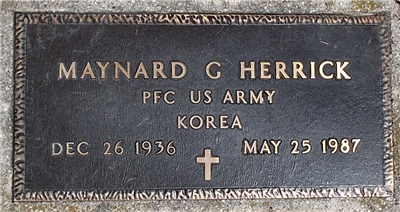 MAYNARD G HERRICK
PFC US ARMY
KOREA
DEC 26 1936 MAY 25 1987